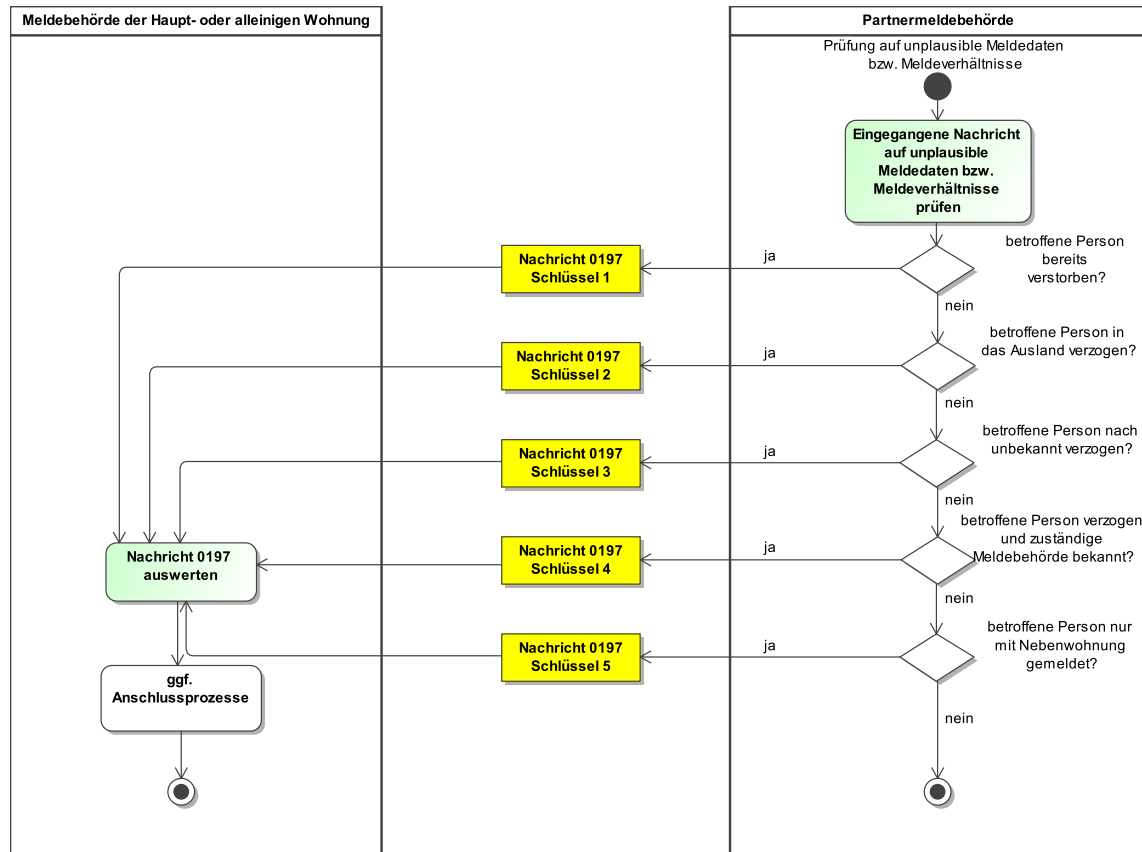 Meldebehörde der Haupt- oder alleinigen Wohnung
Partnermeldebehörde
Prüfung auf unplausible Meldedaten
bzw. Meldeverhältnisse
Eingegangene Nachricht
auf unplausible
Meldedaten bzw.
Meldeverhältnisse
prüfen
betroffene Person
bereits
verstorben?
ja
Nachricht 0197
Schlüssel 1
nein
betroffene Person in
das Ausland verzogen?
ja
Nachricht 0197
Schlüssel 2
nein
betroffene Person nach
unbekannt verzogen?
ja
Nachricht 0197
Schlüssel 3
nein
betroffene Person verzogen
und zuständige
Meldebehörde bekannt?
ja
Nachricht 0197
Schlüssel 4
Nachricht 0197
auswerten
nein
betroffene Person nur
mit Nebenwohnung
gemeldet?
ja
Nachricht 0197
Schlüssel 5
ggf.
Anschlussprozesse
nein